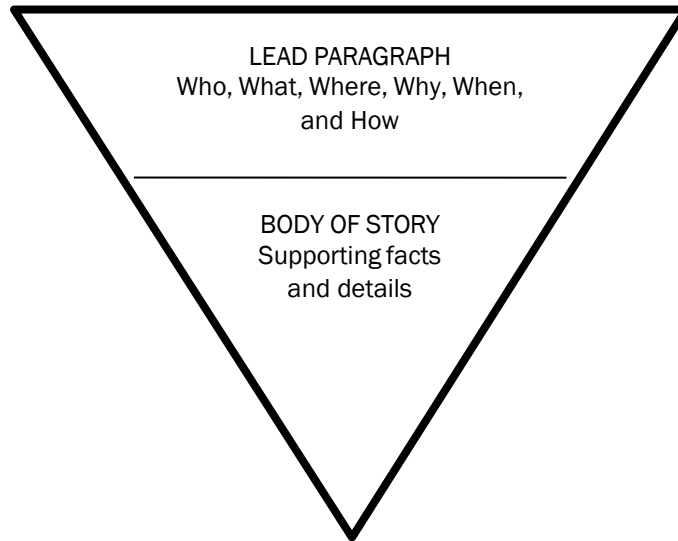 LEAD PARAGRAPH
Who, What, Where, Why, When,
and How
BODY OF STORY
Supporting facts
and details